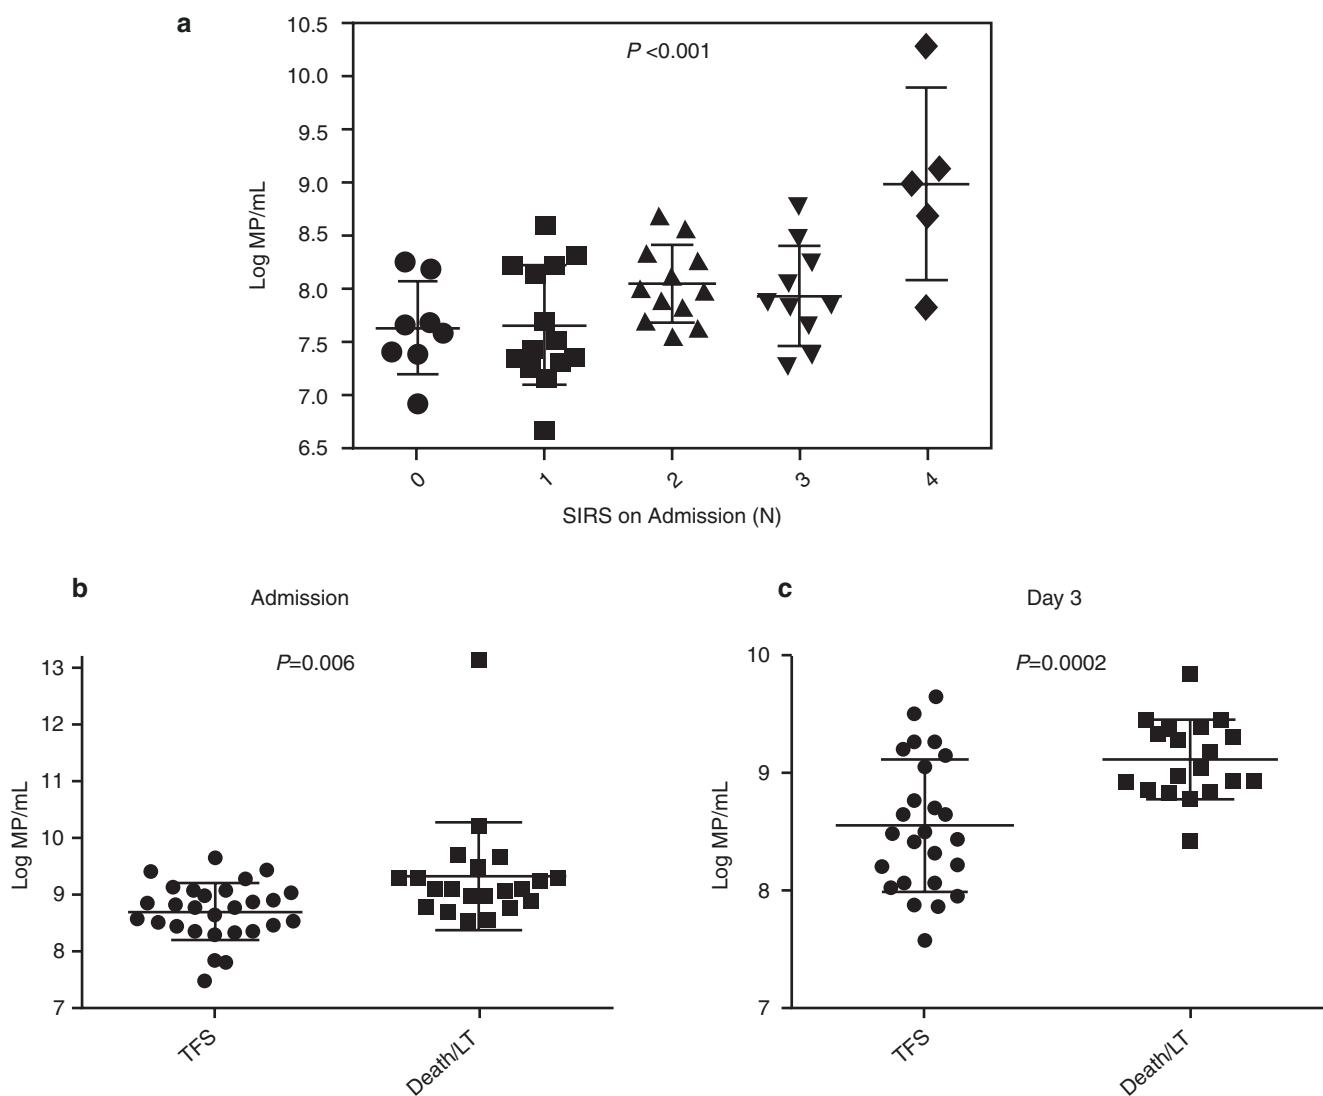 a
P <0.001
10.5
10.0
9.5
9.0
8.5
8.0
7.5
7.0
6.5
Log MP/mL
0 1 2 3 4
SIRS on Admission (N)
b
Admission
P=0.006
13
12
11
10
9
8
7
Log MP/mL
TFS Death/LT
c
Day 3
P=0.0002
10
9
8
7
Log MP/mL
TFS Death/LT